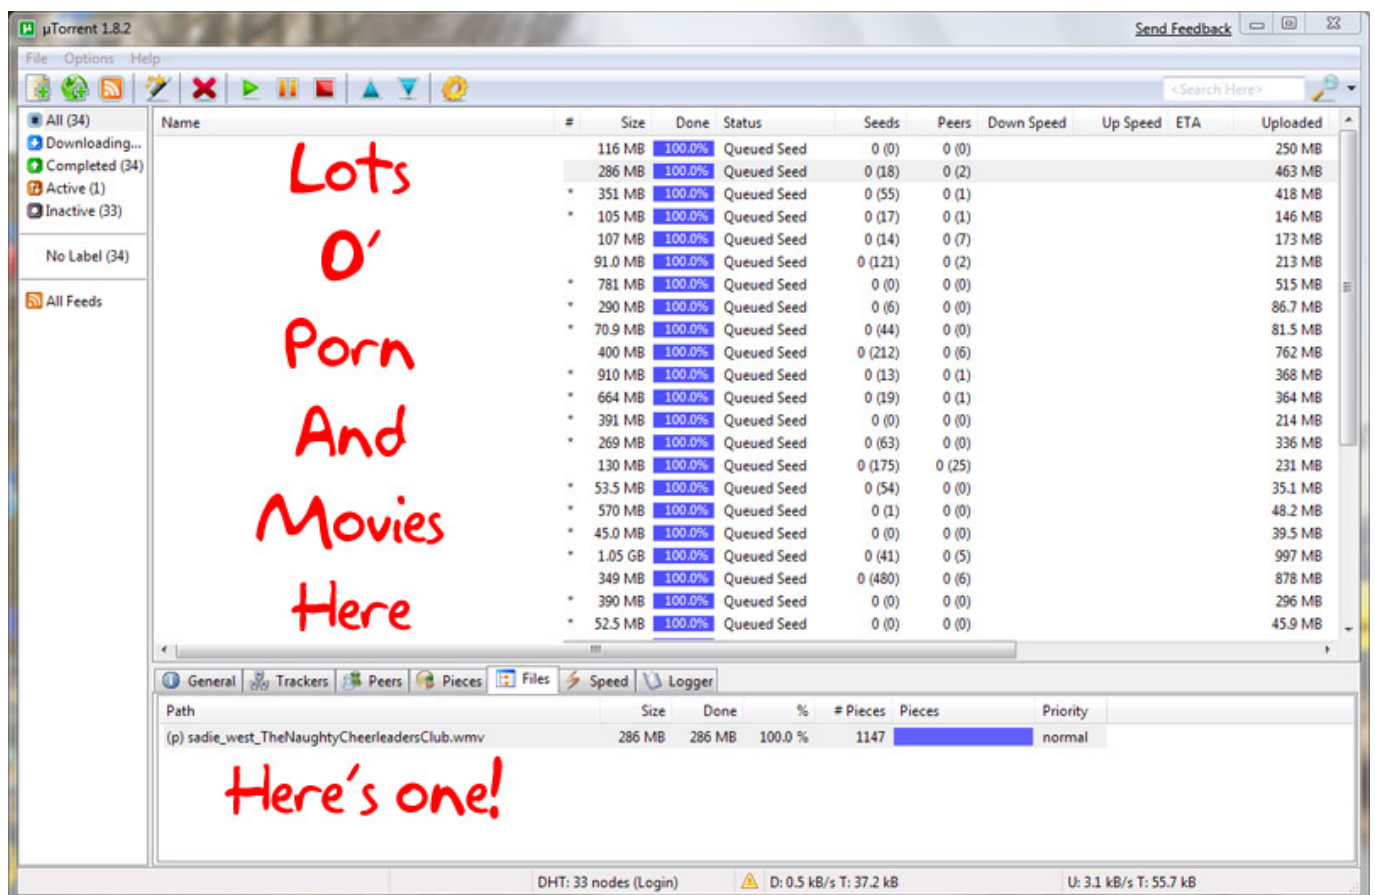 µTorrent 1.8.2
Send Feedback
File Options Help
<Search Here>
All (34)
Downloading...
Completed (34)
Active (1)
Inactive (33)
No Label (34)
All Feeds
Name # Size Done Status Seeds Peers Down Speed Up Speed ETA Uploaded
116 MB 100.0% Queued Seed 0 (0) 0 (0) 250 MB
286 MB 100.0% Queued Seed 0 (18) 0 (2) 463 MB
* 351 MB 100.0% Queued Seed 0 (55) 0 (1) 418 MB
* 105 MB 100.0% Queued Seed 0 (17) 0 (1) 146 MB
107 MB 100.0% Queued Seed 0 (14) 0 (7) 173 MB
91.0 MB 100.0% Queued Seed 0 (121) 0 (2) 213 MB
* 781 MB 100.0% Queued Seed 0 (0) 0 (0) 515 MB
* 290 MB 100.0% Queued Seed 0 (6) 0 (0) 86.7 MB
* 70.9 MB 100.0% Queued Seed 0 (44) 0 (0) 81.5 MB
400 MB 100.0% Queued Seed 0 (212) 0 (6) 762 MB
* 910 MB 100.0% Queued Seed 0 (13) 0 (1) 368 MB
* 664 MB 100.0% Queued Seed 0 (19) 0 (1) 364 MB
* 391 MB 100.0% Queued Seed 0 (0) 0 (0) 214 MB
* 269 MB 100.0% Queued Seed 0 (63) 0 (0) 336 MB
130 MB 100.0% Queued Seed 0 (175) 0 (25) 231 MB
* 53.5 MB 100.0% Queued Seed 0 (54) 0 (0) 35.1 MB
* 570 MB 100.0% Queued Seed 0 (1) 0 (0) 48.2 MB
* 45.0 MB 100.0% Queued Seed 0 (0) 0 (0) 39.5 MB
* 1.05 GB 100.0% Queued Seed 0 (41) 0 (5) 997 MB
349 MB 100.0% Queued Seed 0 (480) 0 (6) 878 MB
* 390 MB 100.0% Queued Seed 0 (0) 0 (0) 296 MB
* 52.5 MB 100.0% Queued Seed 0 (0) 0 (0) 45.9 MB
Lots
O'
Porn
And
Movies
Here
General Trackers Peers Pieces Files Speed Logger
Path Size Done % # Pieces Pieces Priority
(p) sadie_west_TheNaughtyCheerleadersClub.wmv 286 MB 286 MB 100.0 % 1147 normal
Here's one!
DHT: 33 nodes (Login) D: 0.5 kB/s T: 37.2 kB U: 3.1 kB/s T: 55.7 kB